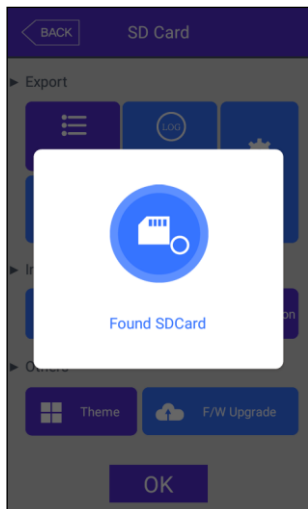 BACK
SD Card
Export
LOG
Found SDCard
on
Theme
F/W Upgrade
OK